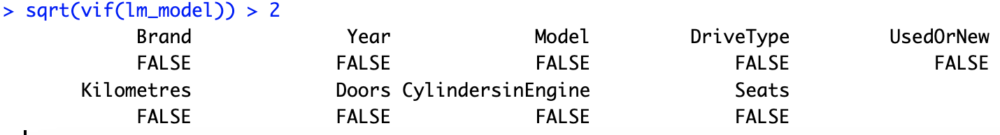 > sqrt(vif(lm_model)) > 2
Brand Year Model DriveType UsedOrNew
FALSE FALSE FALSE FALSE FALSE
Kilometres Doors CylindersinEngine Seats
FALSE FALSE FALSE FALSE